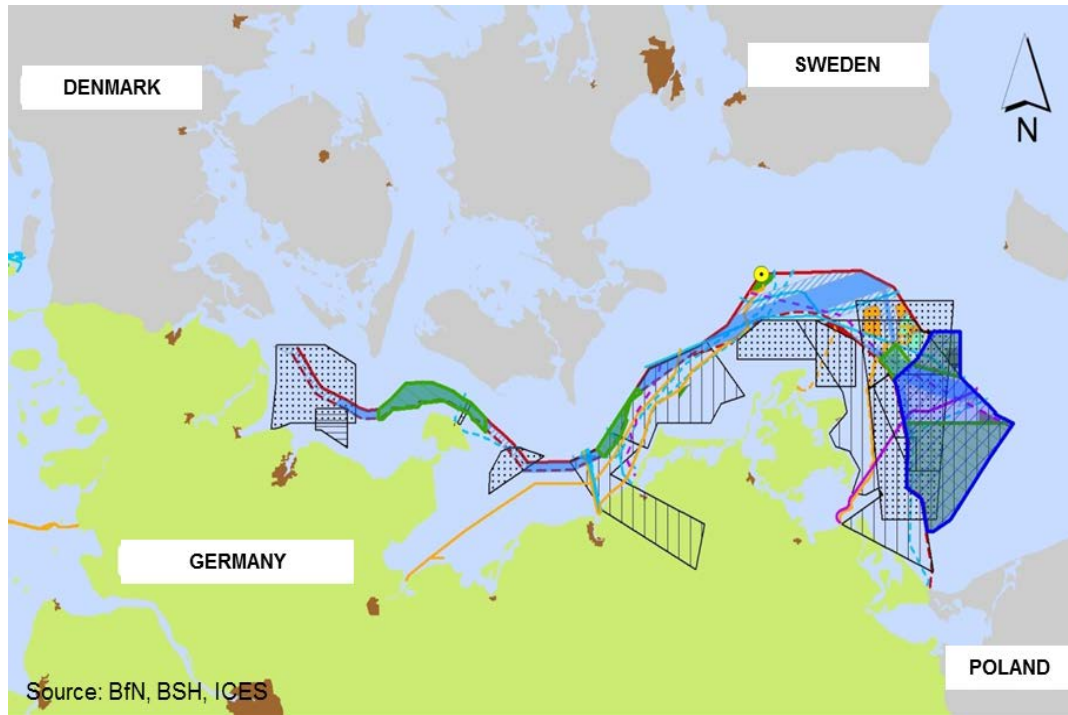 DENMARK
SWEDEN
N
GERMANY
POLAND
Source: BfN, BSH, ICES